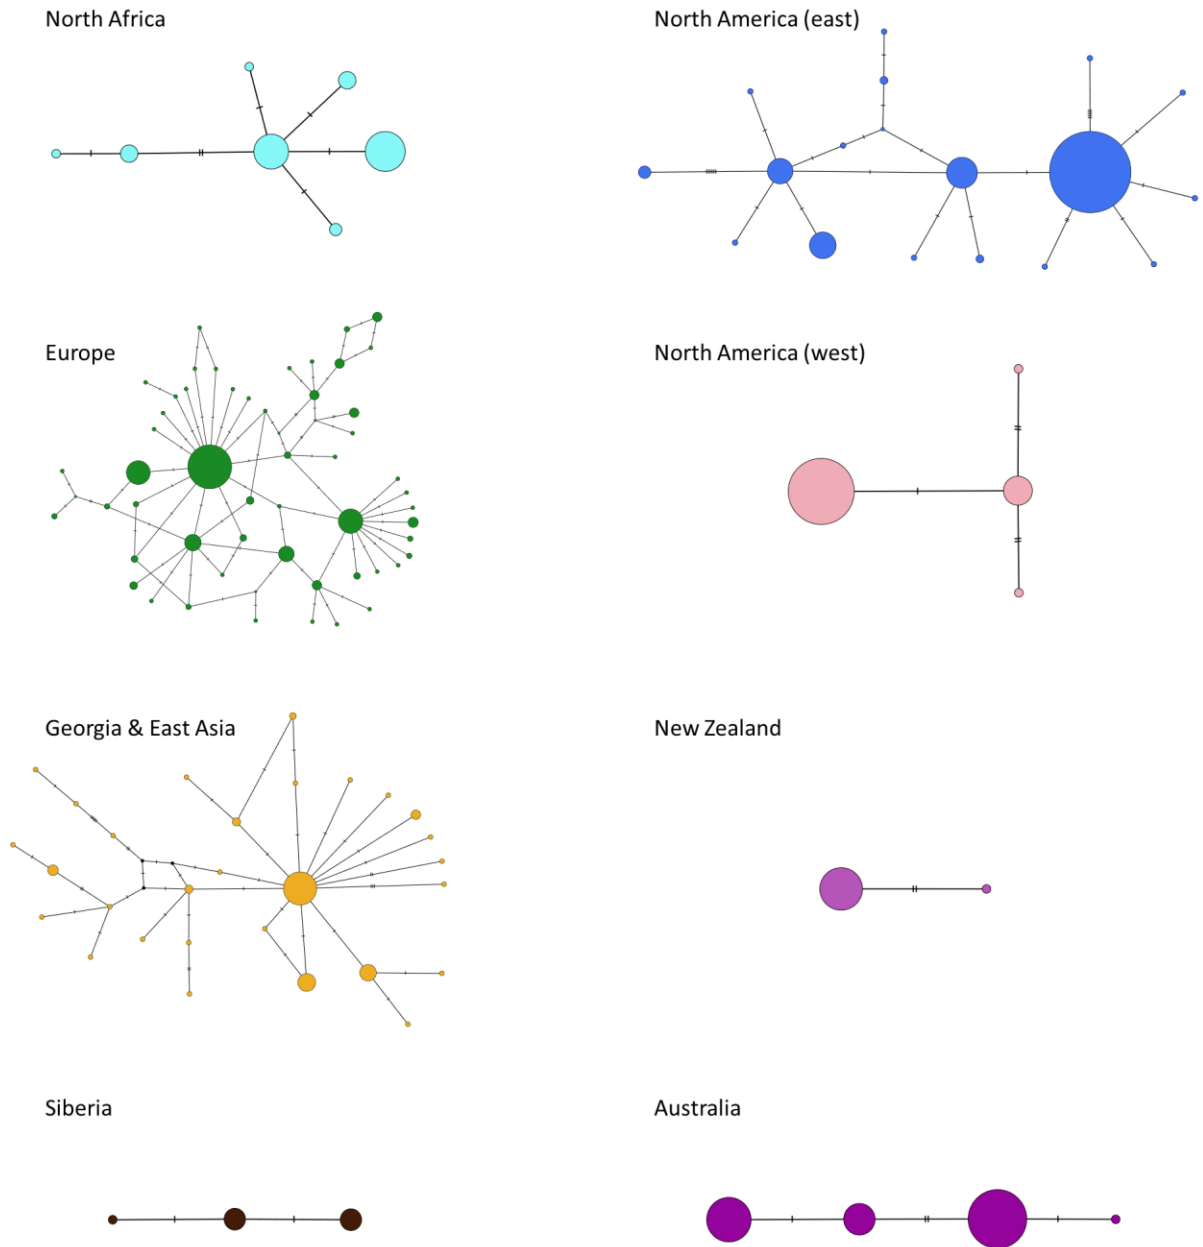 North Africa
North America (east)
Europe
North America (west)
Georgia & East Asia
New Zealand
Siberia
Australia